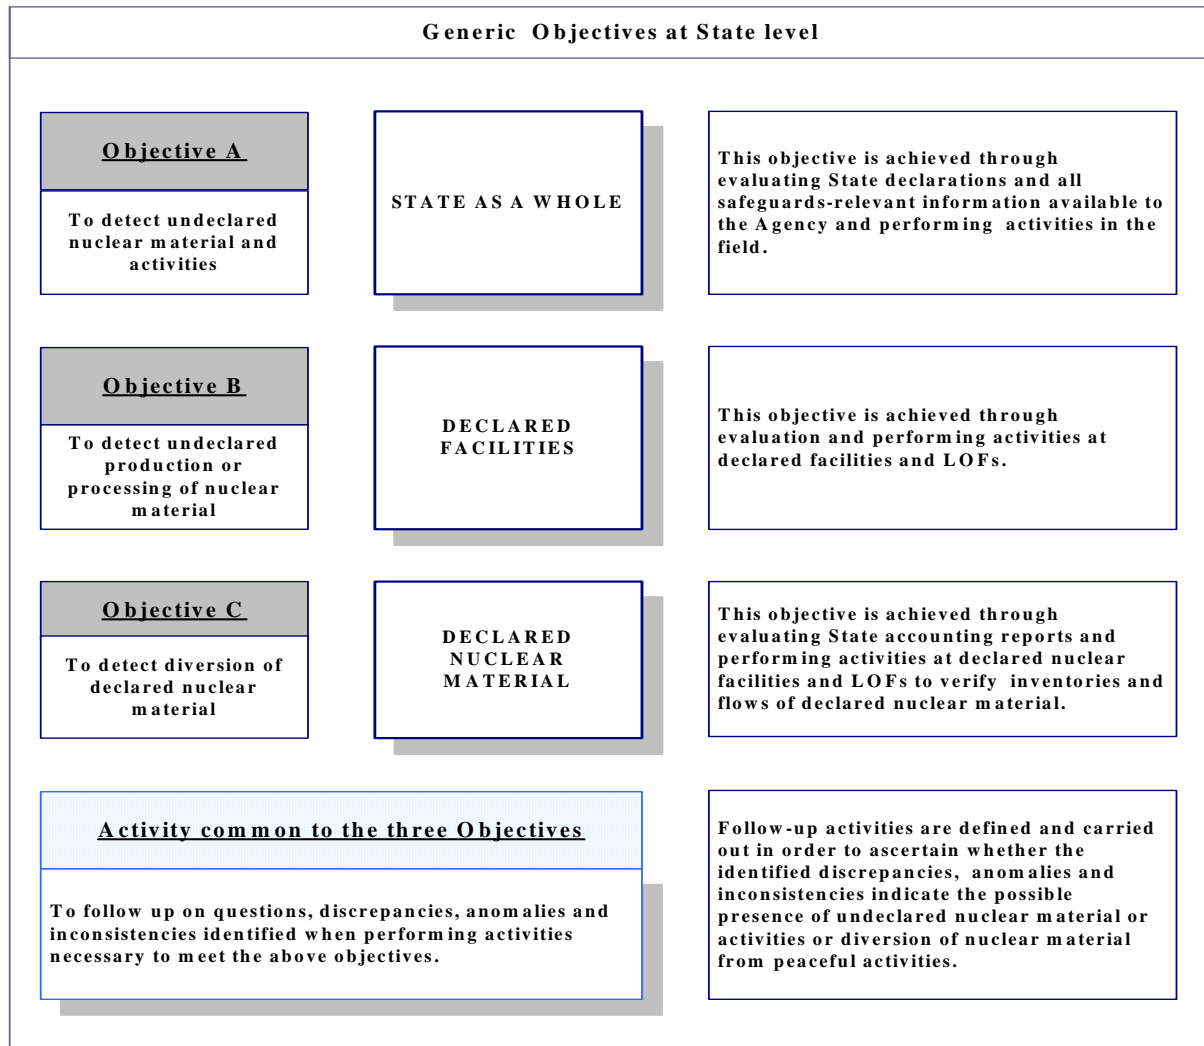 Generic Objectives at State level
Objective A
To detect undeclared
nuclear material and
activities
STATE AS A WHOLE
This objective is achieved through
evaluating State declarations and all
safeguards-relevant information available to
the Agency and performing activities in the
field.
Objective B
To detect undeclared
production or
processing of nuclear
material
DECLARED
FACILITIES
This objective is achieved through
evaluation and performing activities at
declared facilities and LOFs.
Objective C
To detect diversion of
declared nuclear
material
DECLARED
NUCLEAR
MATERIAL
This objective is achieved through
evaluating State accounting reports and
performing activities at declared nuclear
facilities and LOFs to verify inventories and
flows of declared nuclear material.
Activity common to the three Objectives
To follow up on questions, discrepancies, anomalies and
inconsistencies identified when performing activities
necessary to meet the above objectives.
Follow-up activities are defined and carried
out in order to ascertain whether the
identified discrepancies, anomalies and
inconsistencies indicate the possible
presence of undeclared nuclear material or
activities or diversion of nuclear material
from peaceful activities.